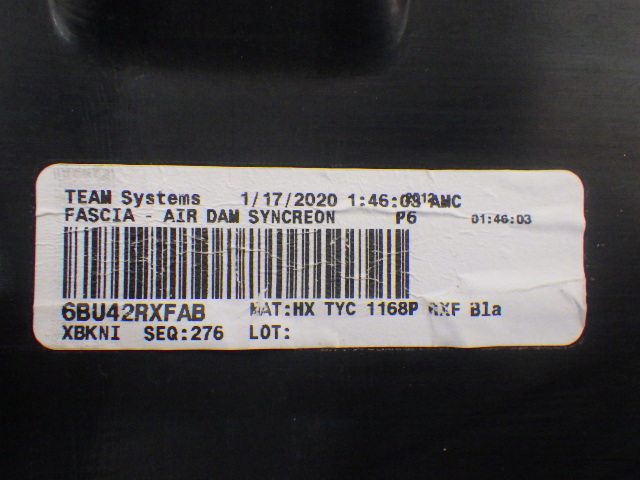 TEAM Systems 1/17/2020 1:46:03 AMC
FASCIA - AIR DAM SYNCREON P6 01:46:03
6BU42RXFAB MAT:HX TYC 1168P RXF Bla
XBKNI SEQ:276 LOT: